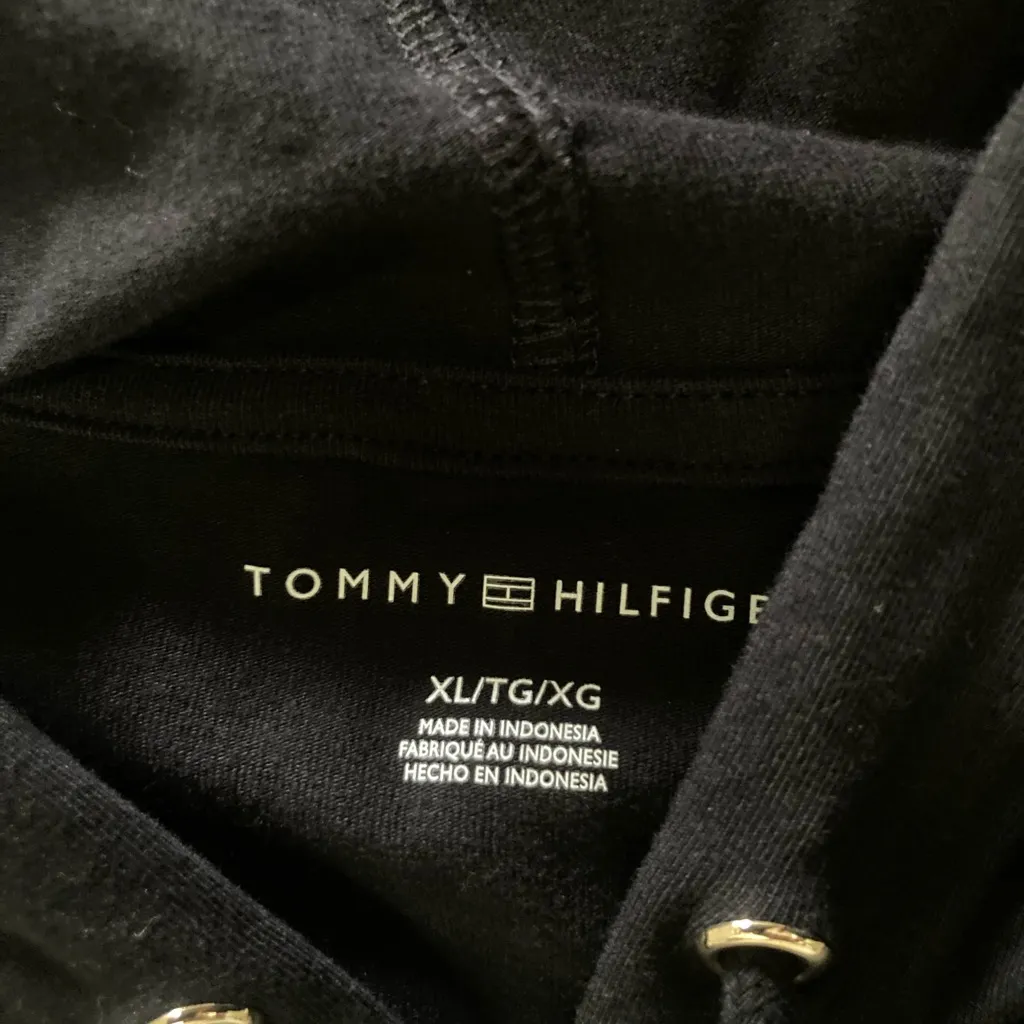 TOMMY HILFIGE
XL/TG/XG
MADE IN INDONESIA
FABRIQUÉ AU INDONESIE
HECHO EN INDONESIA